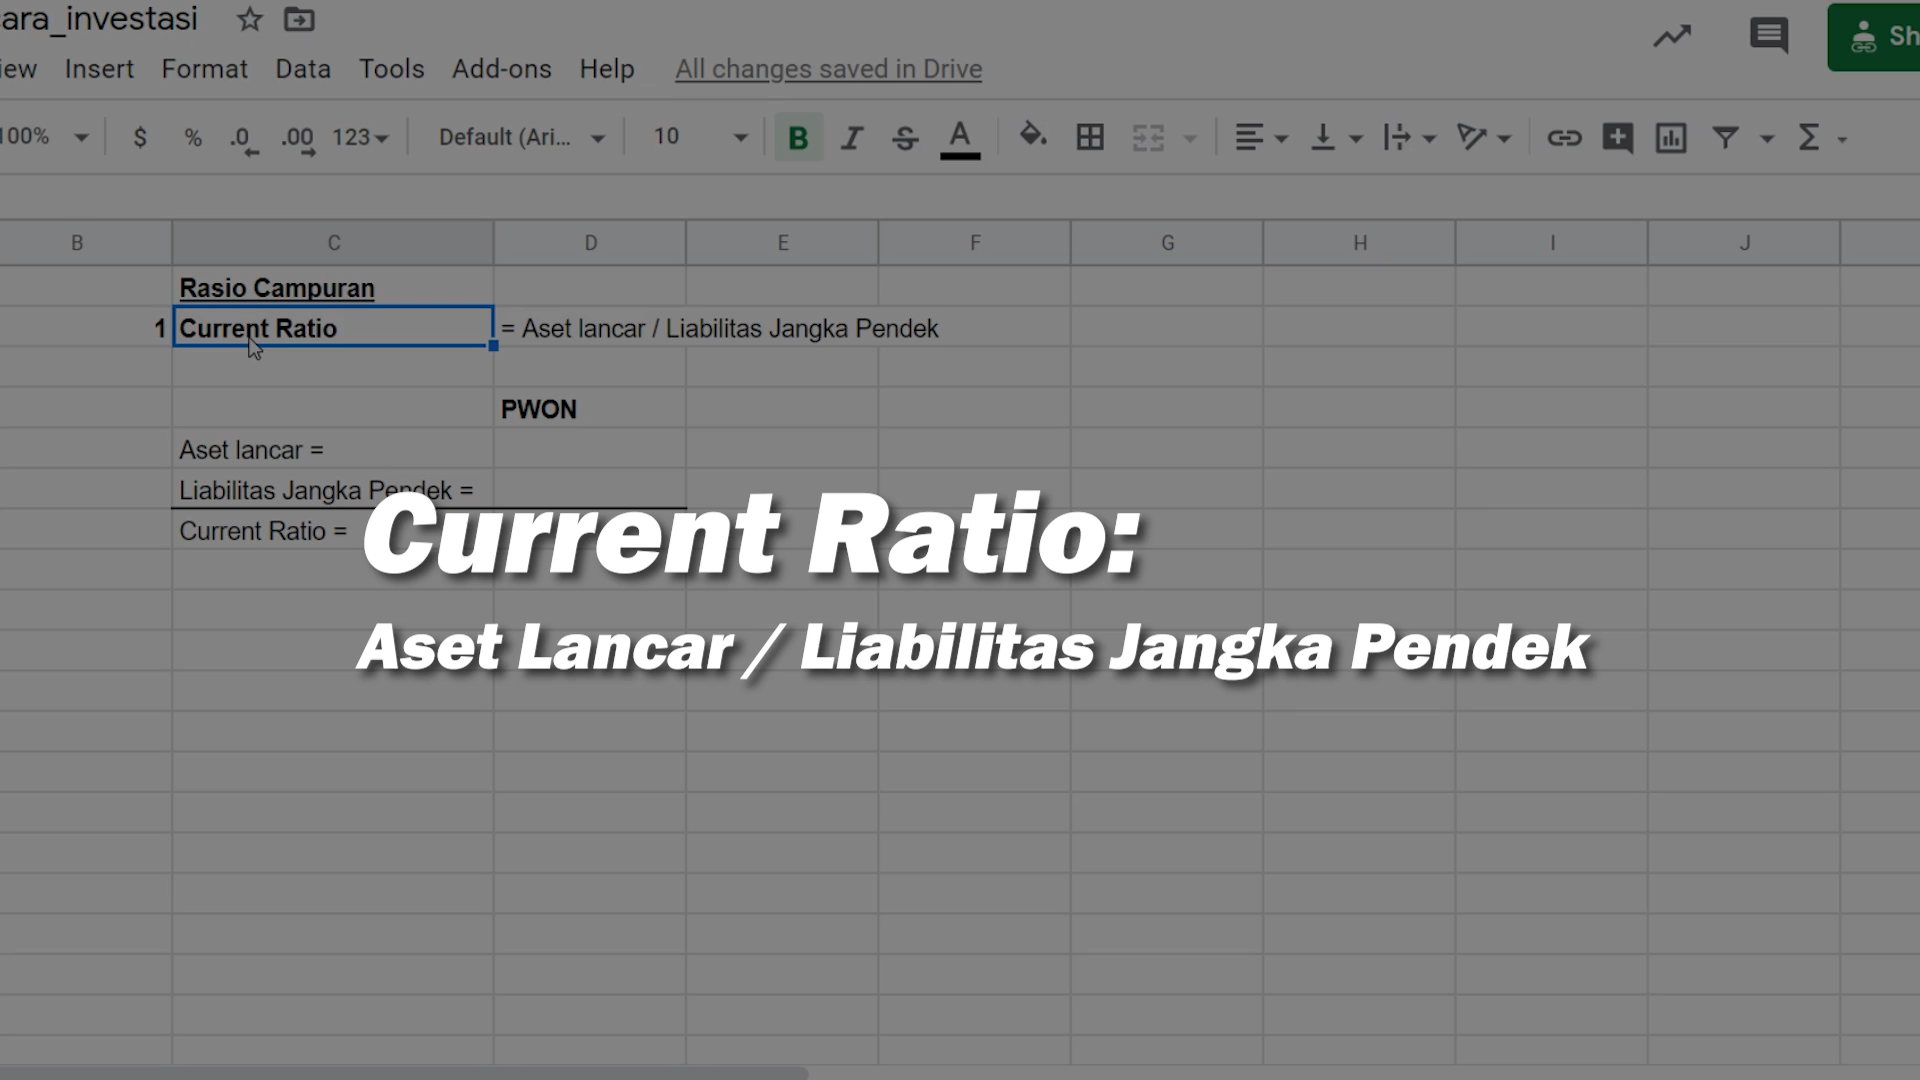 ara_investasi
iew Insert Format Data Tools Add-ons Help All changes saved in Drive
Sh
100% $ % .0 .00 123 Default (Ari... 10 B I S A
B C D E F G H I J
Rasio Campuran
1 Current Ratio = Aset lancar / Liabilitas Jangka Pendek
PWON
Aset lancar =
Liabilitas Jangka Pendek =
Current Ratio =
Current Ratio:
Aset Lancar / Liabilitas Jangka Pendek